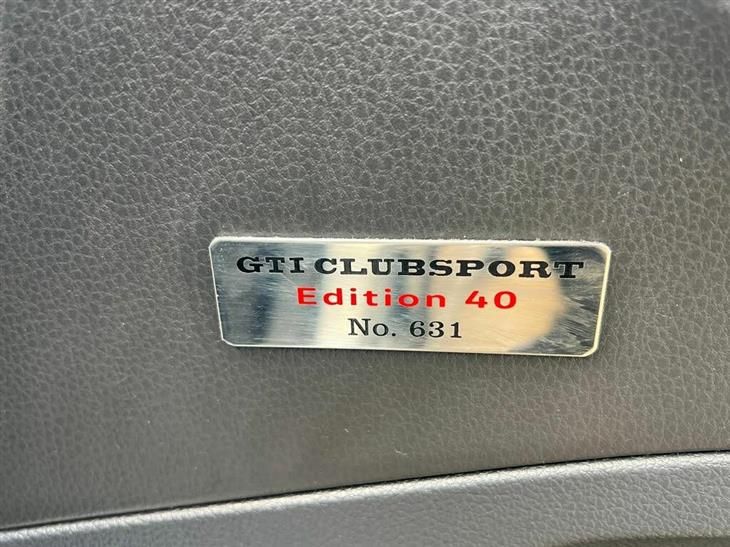 GTI CLUBSPORT
Edition 40
No. 631